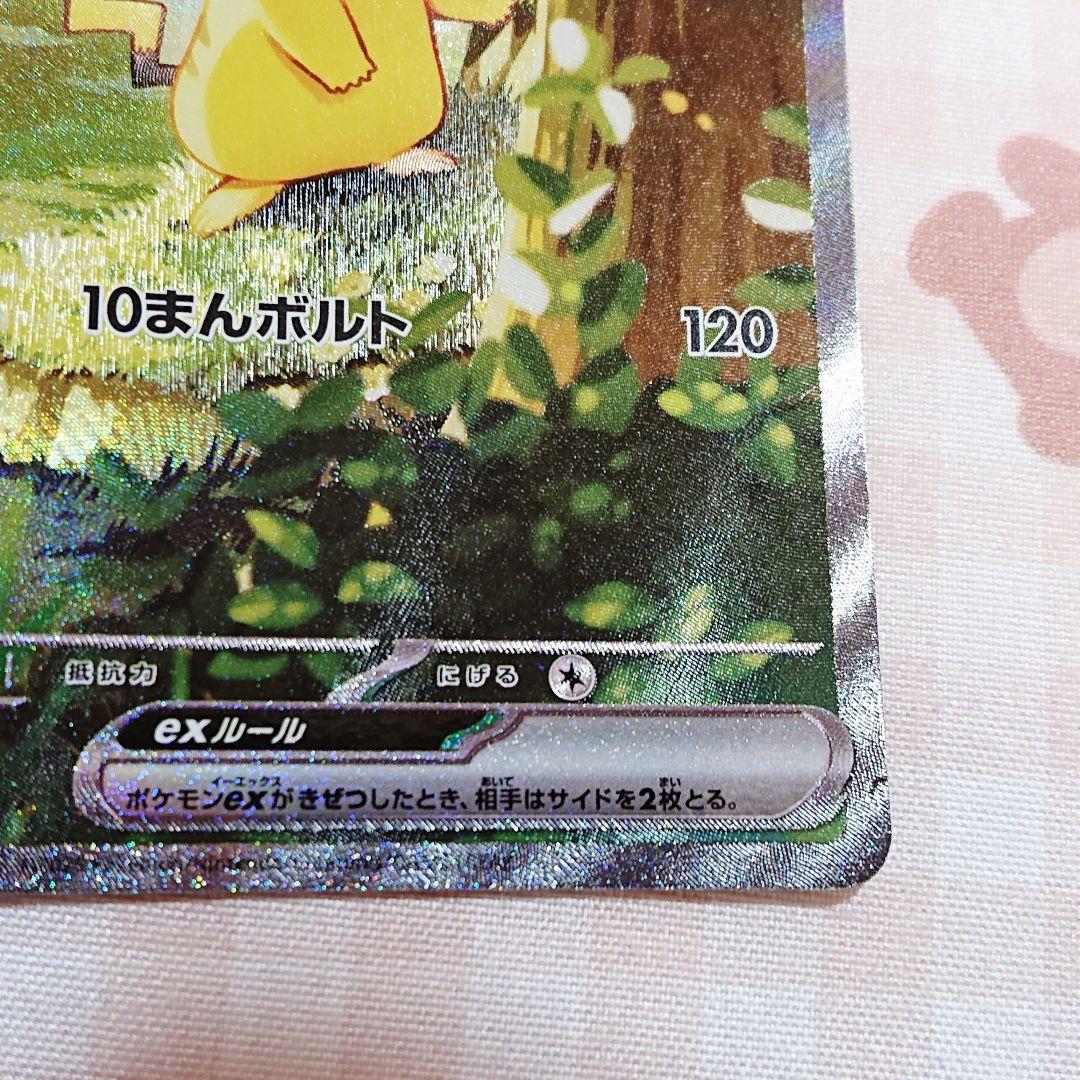 10まんボルト 120
抵抗力 にげる
exルール
イーエックス あいて まい
ポケモンexがきぜつしたとき、相手はサイドを2枚とる。